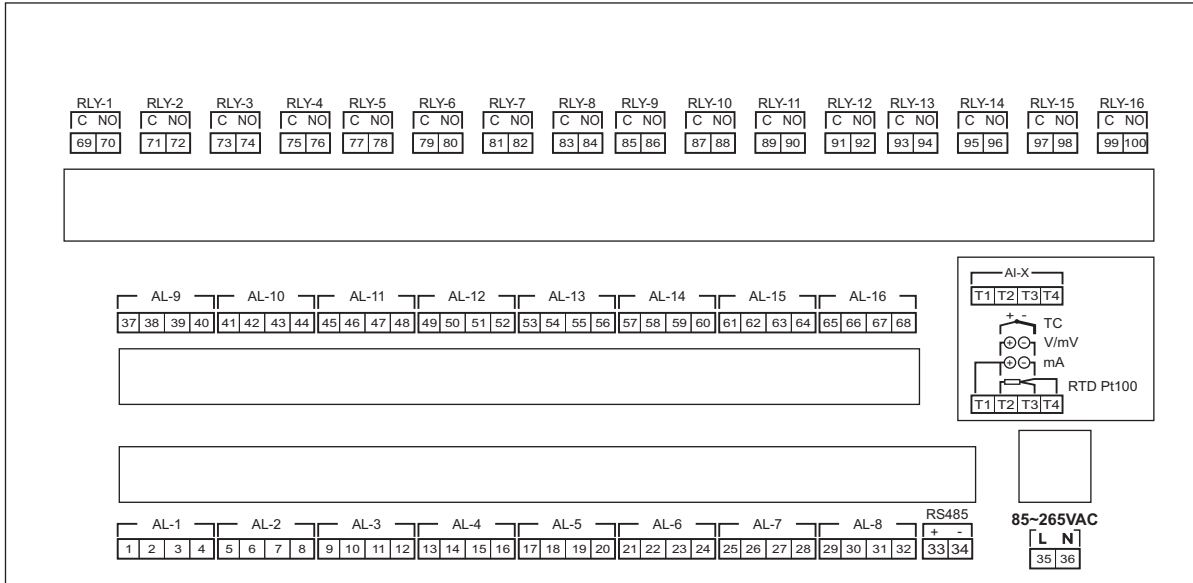 RLY-1 RLY-2 RLY-3 RLY-4 RLY-5 RLY-6 RLY-7 RLY-8 RLY-9 RLY-10 RLY-11 RLY-12 RLY-13 RLY-14 RLY-15 RLY-16
C NO C NO C NO C NO C NO C NO C NO C NO C NO C NO C NO C NO C NO C NO C NO C NO
69 70 71 72 73 74 75 76 77 78 79 80 81 82 83 84 85 86 87 88 89 90 91 92 93 94 95 96 97 98 99 100
AL-9 AL-10 AL-11 AL-12 AL-13 AL-14 AL-15 AL-16
37 38 39 40 41 42 43 44 45 46 47 48 49 50 51 52 53 54 55 56 57 58 59 60 61 62 63 64 65 66 67 68
AI-X
T1 T2 T3 T4
+ - TC
+ - V/mV
+ - mA
RTD Pt100
T1 T2 T3 T4
AL-1 AL-2 AL-3 AL-4 AL-5 AL-6 AL-7 AL-8 RS485
+ -
1 2 3 4 5 6 7 8 9 10 11 12 13 14 15 16 17 18 19 20 21 22 23 24 25 26 27 28 29 30 31 32 33 34
85~265VAC
L N
35 36